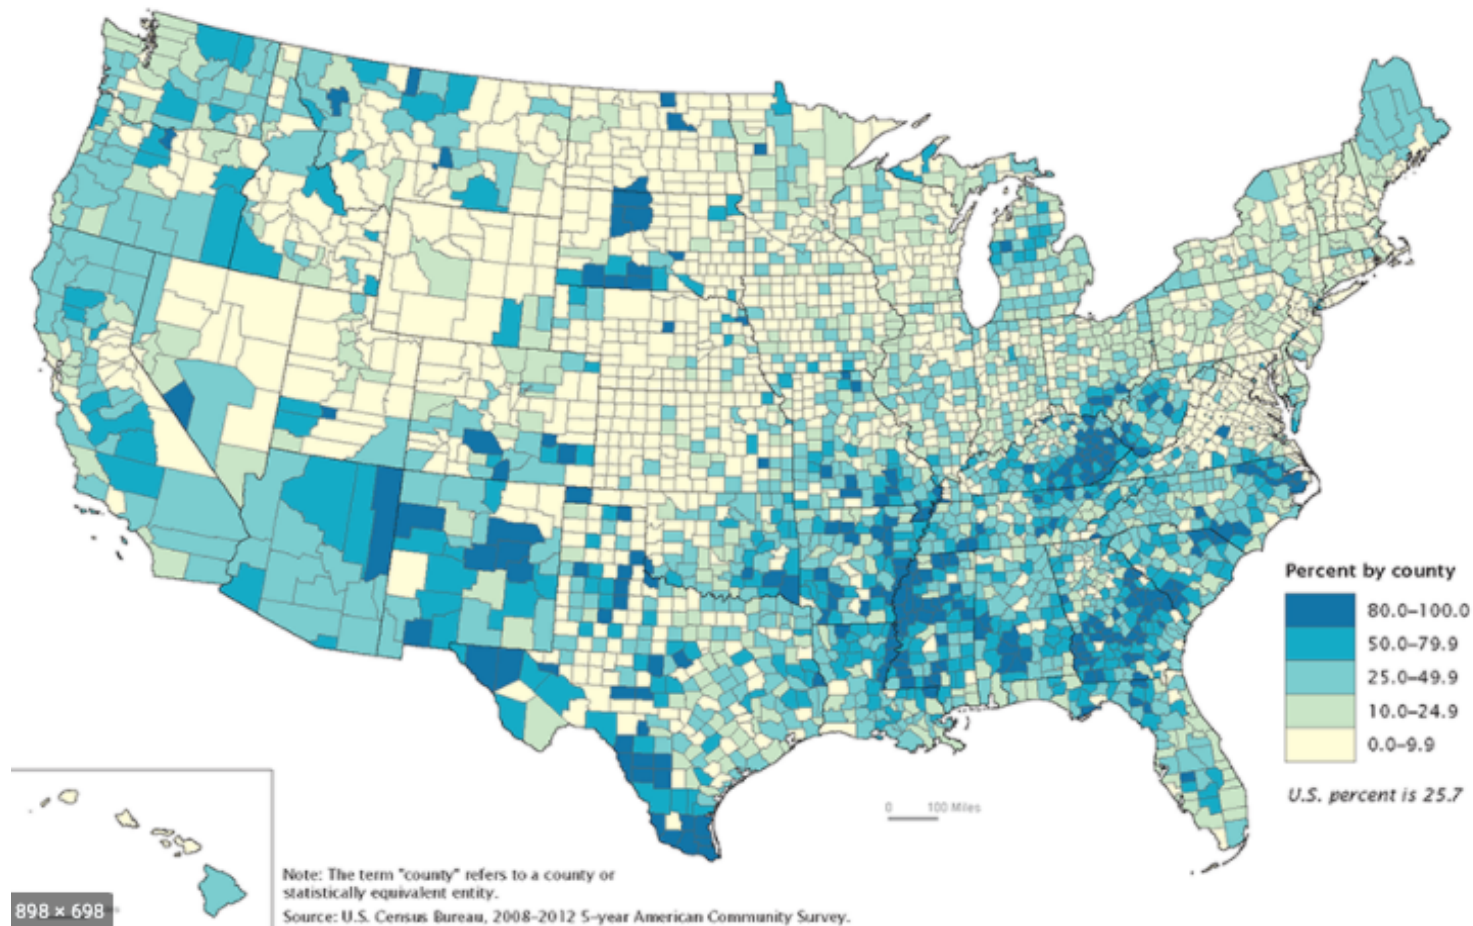 Percent by county
80.0–100.0
50.0–79.9
25.0–49.9
10.0–24.9
0.0–9.9
U.S. percent is 25.7
0 100 Miles
Note: The term "county" refers to a county or
statistically equivalent entity.
Source: U.S. Census Bureau, 2008–2012 5-year American Community Survey.
898 × 698